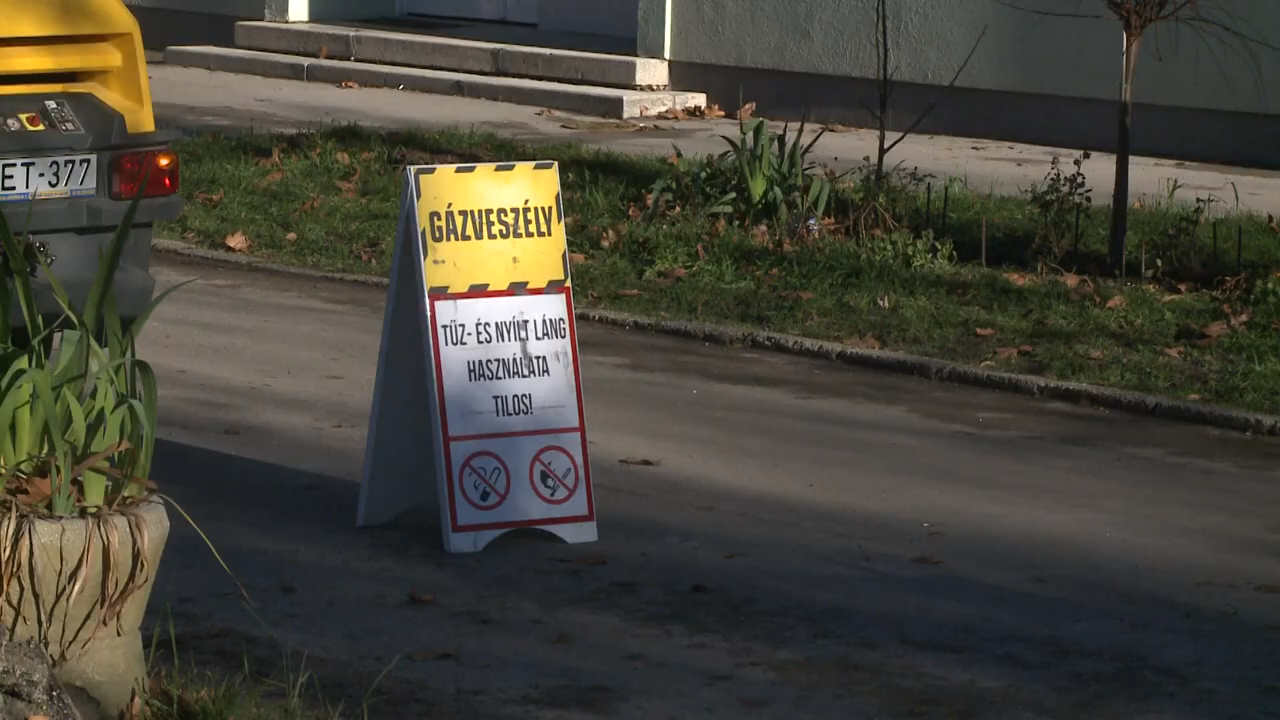 ET-377
GÁZVESZÉLY
TŰZ- ÉS NYÍLT LÁNG
HASZNÁLATA
TILOS!